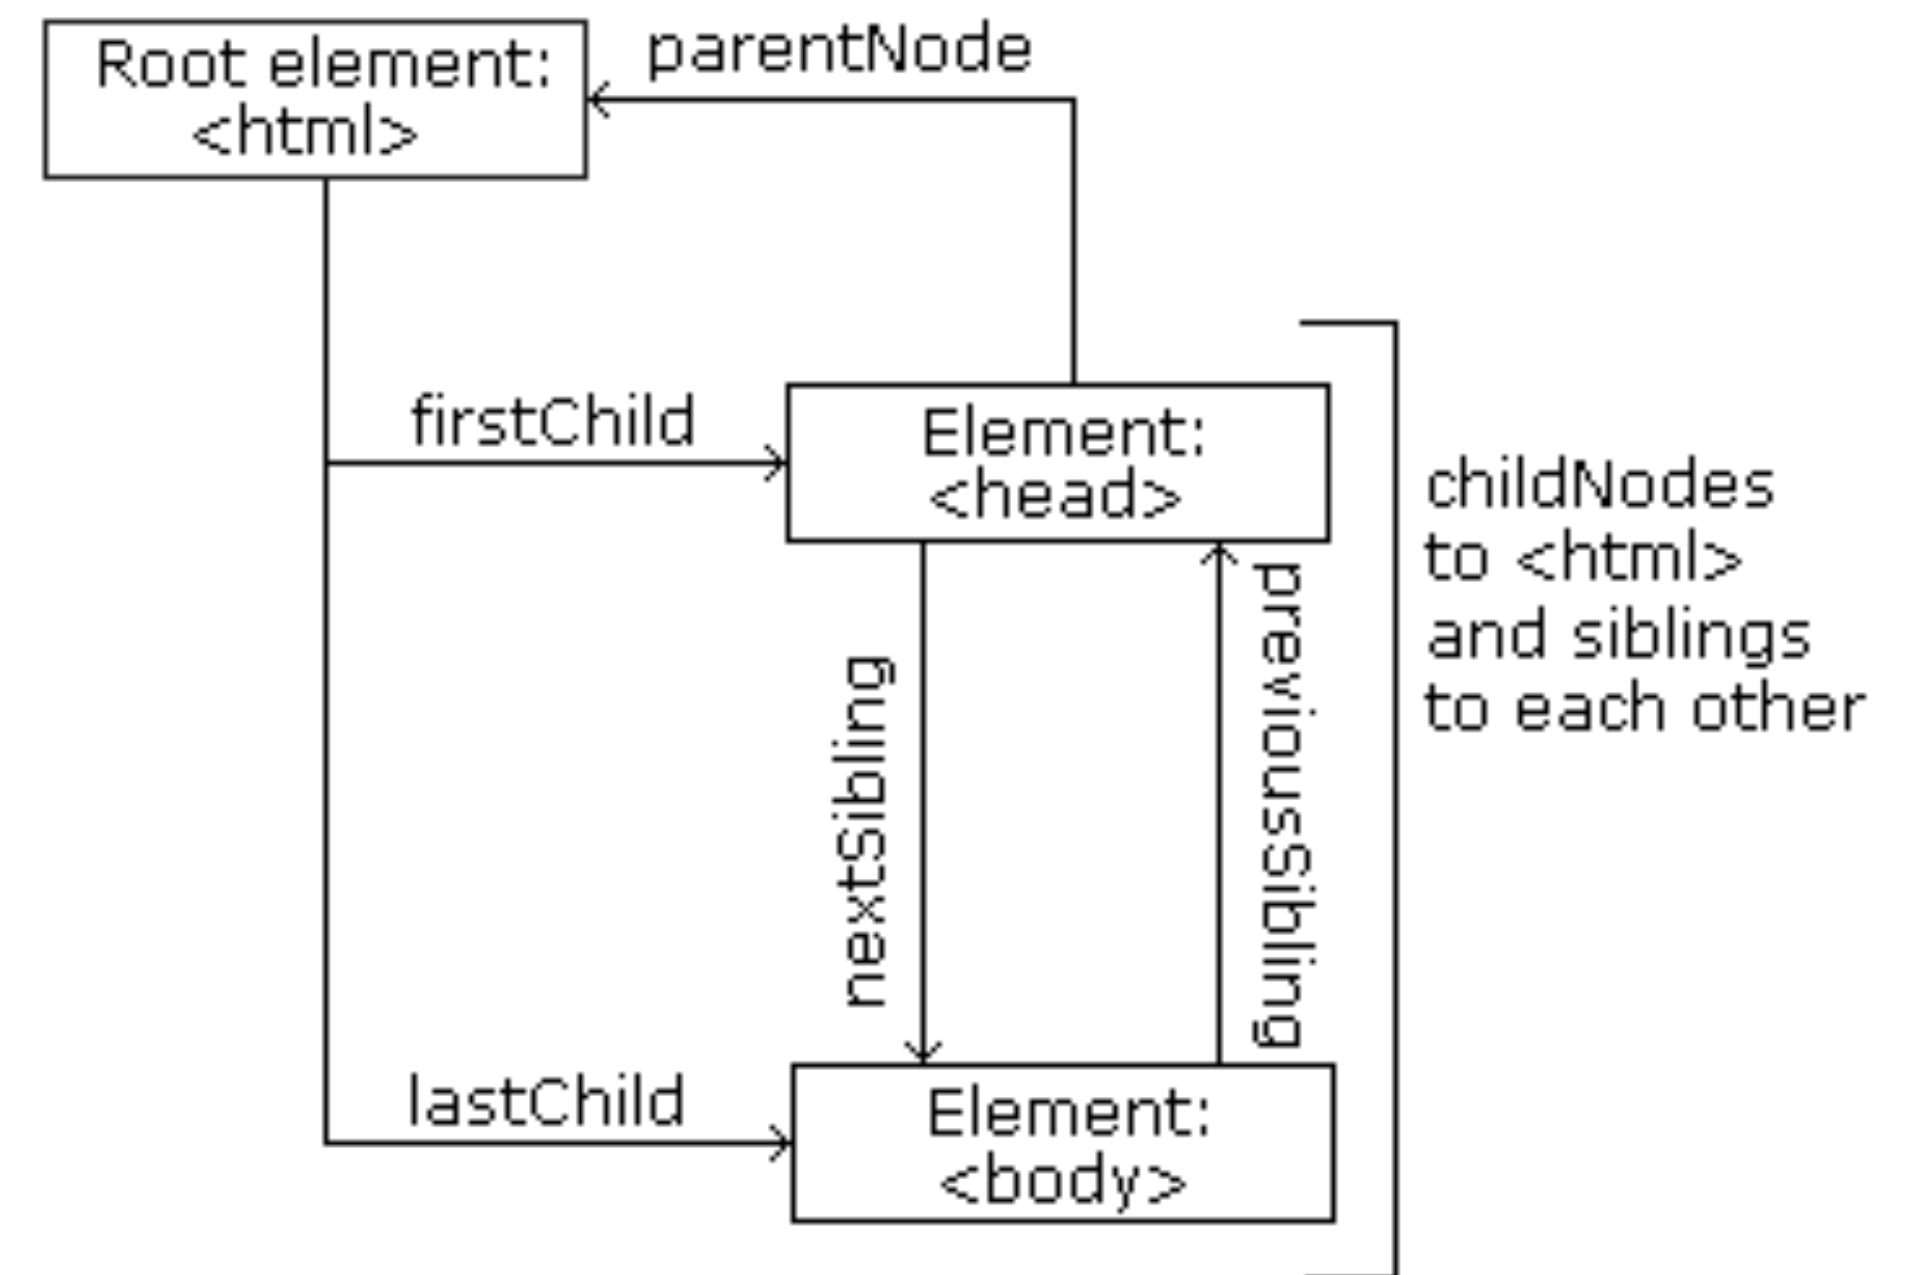 Root element:
<html>
parentNode
firstChild
Element:
<head>
childNodes
to <html>
and siblings
to each other
nextSibling
previousSibling
lastChild
Element:
<body>